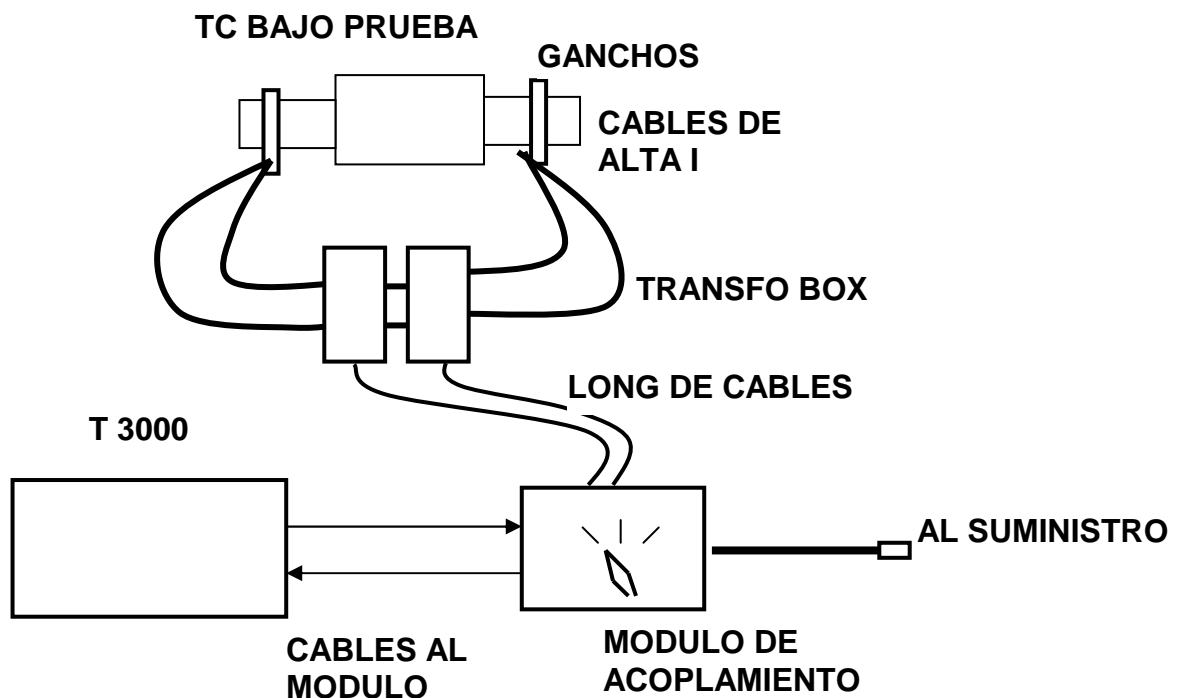 TC BAJO PRUEBA
GANCHOS
CABLES DE
ALTA I
TRANSFO BOX
LONG DE CABLES
T 3000
AL SUMINISTRO
CABLES AL
MODULO
MODULO DE
ACOPLAMIENTO